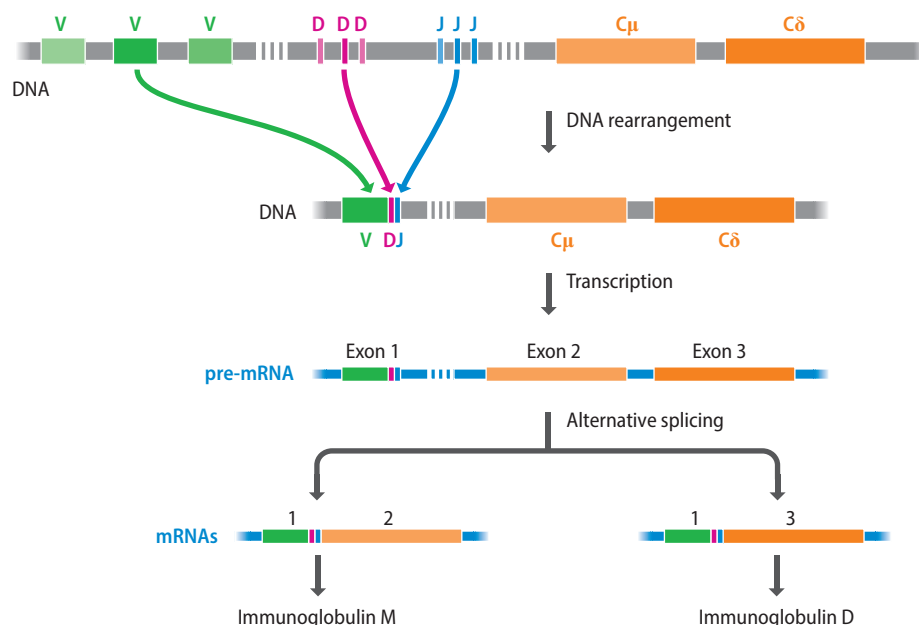 V V V D D D J J J Cμ Cδ
DNA
DNA rearrangement
DNA
V DJ Cμ Cδ
Transcription
Exon 1 Exon 2 Exon 3
pre-mRNA
Alternative splicing
1 2 1 3
mRNAs
Immunoglobulin M Immunoglobulin D